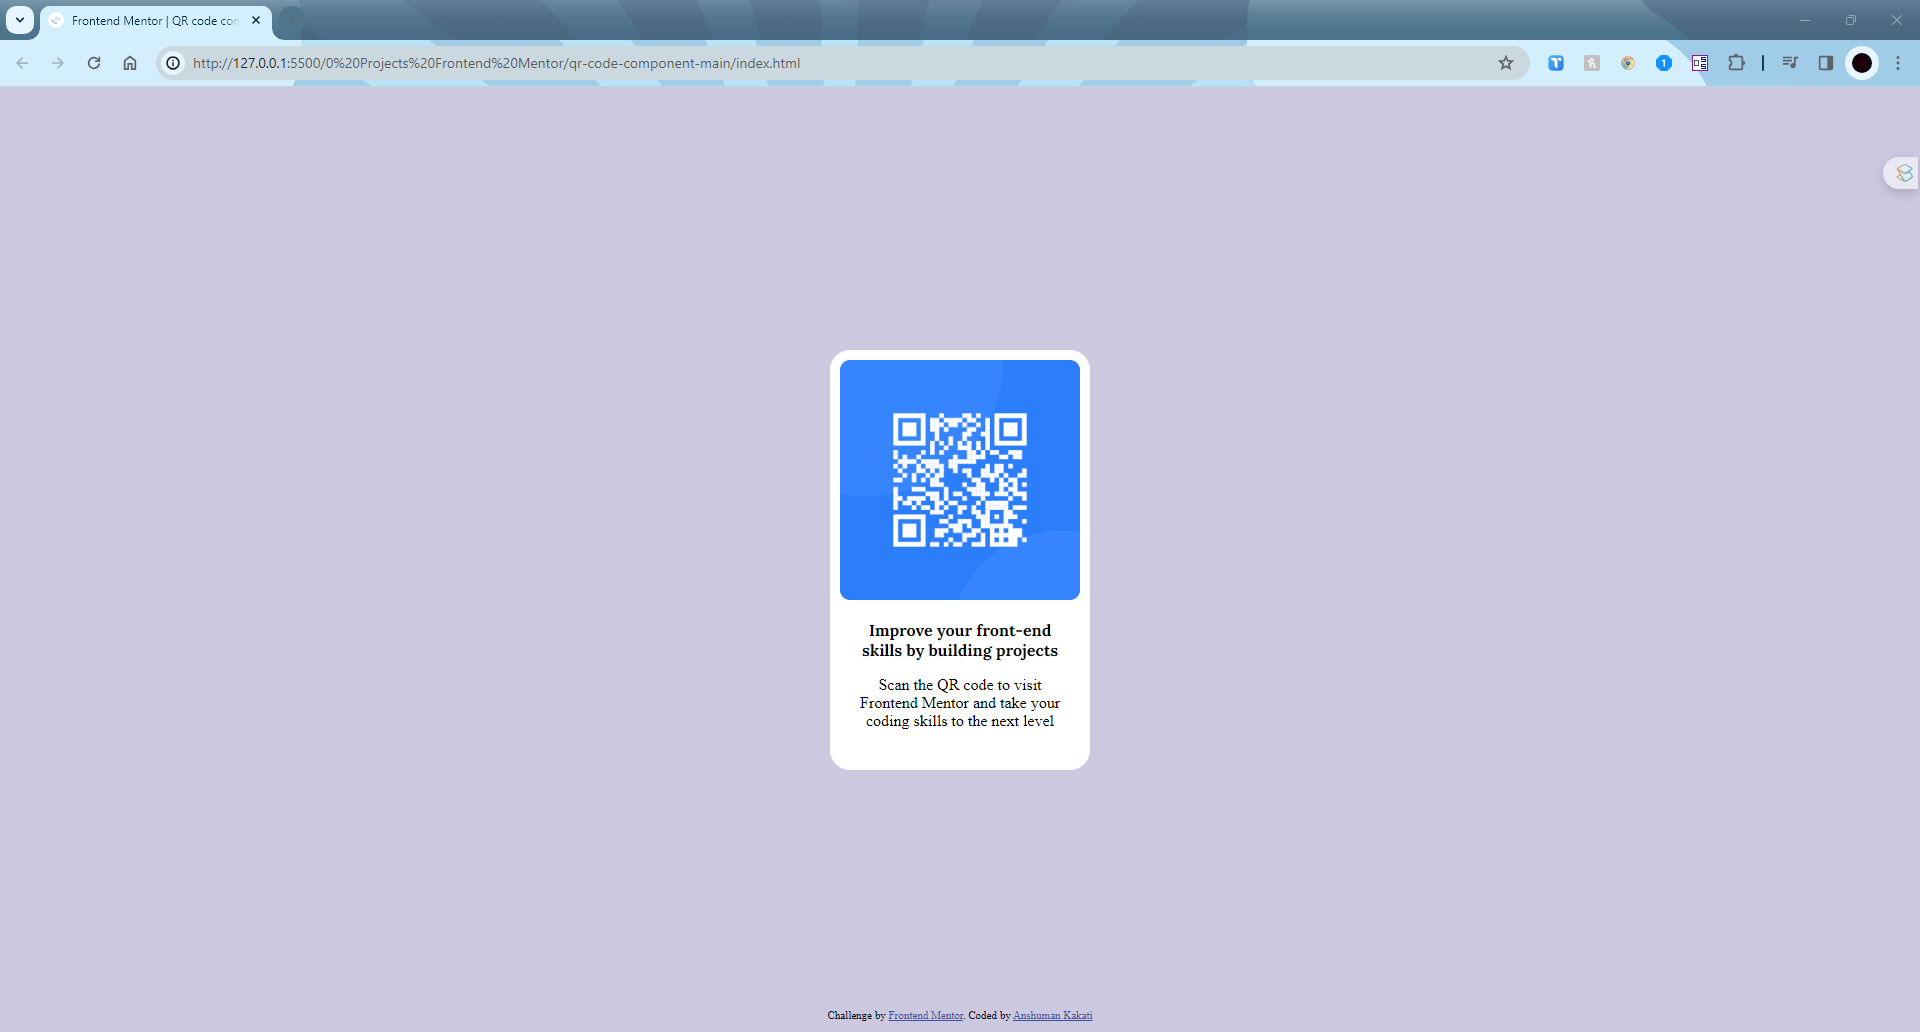 Frontend Mentor | QR code con
http://127.0.0.1:5500/0%20Projects%20Frontend%20Mentor/qr-code-component-main/index.html
1
Improve your front-end
skills by building projects
Scan the QR code to visit
Frontend Mentor and take your
coding skills to the next level
Challenge by Frontend Mentor. Coded by Anshuman Kakati